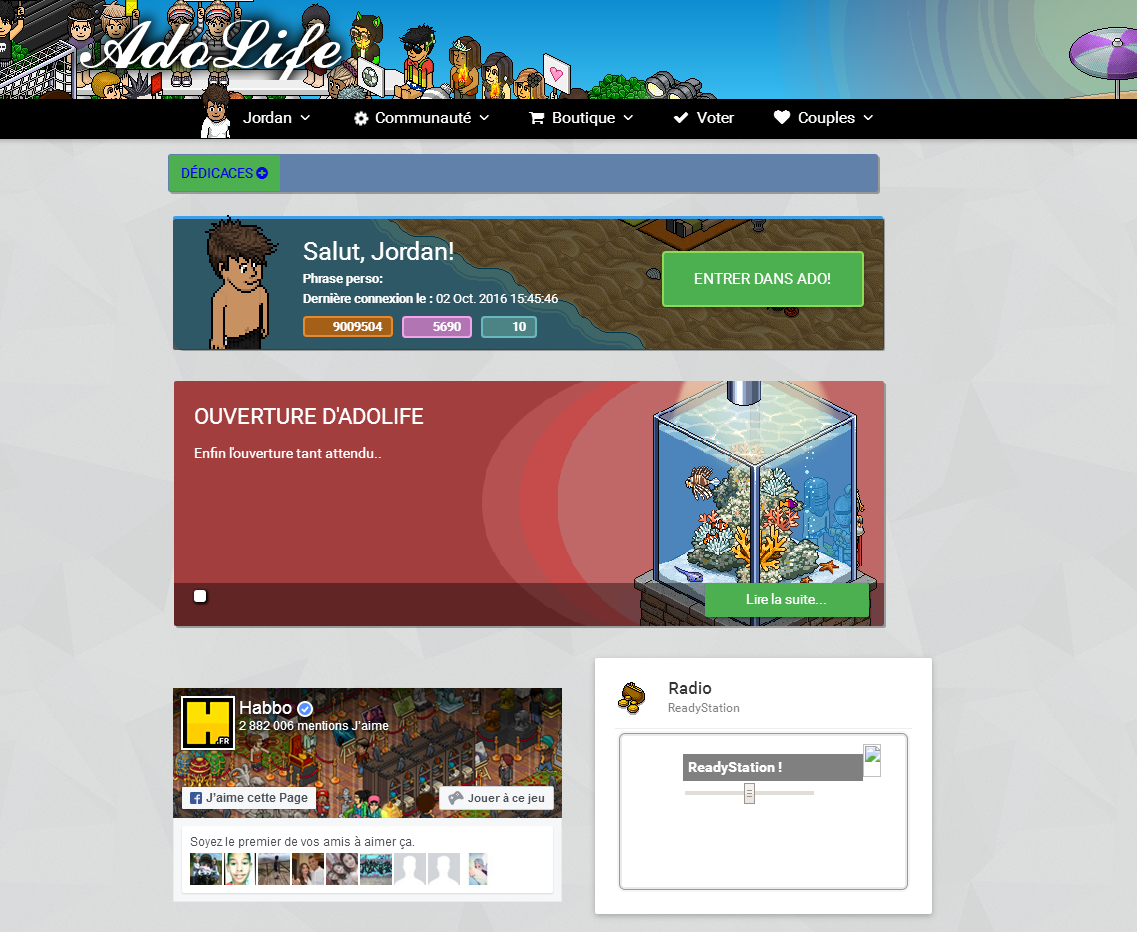 AdoLife
Jordan
Communauté
Boutique
Voter
Couples
DÉDICACES
Salut, Jordan!
Phrase perso:
Dernière connexion le : 02 Oct. 2016 15:45:46
9009504
5690
10
ENTRER DANS ADO!
OUVERTURE D'ADOLIFE
Enfin l'ouverture tant attendu..
Lire la suite...
H
.FR
Habbo
2 882 006 mentions J’aime
J’aime cette Page
Jouer à ce jeu
Soyez le premier de vos amis à aimer ça.
Radio
ReadyStation
ReadyStation !